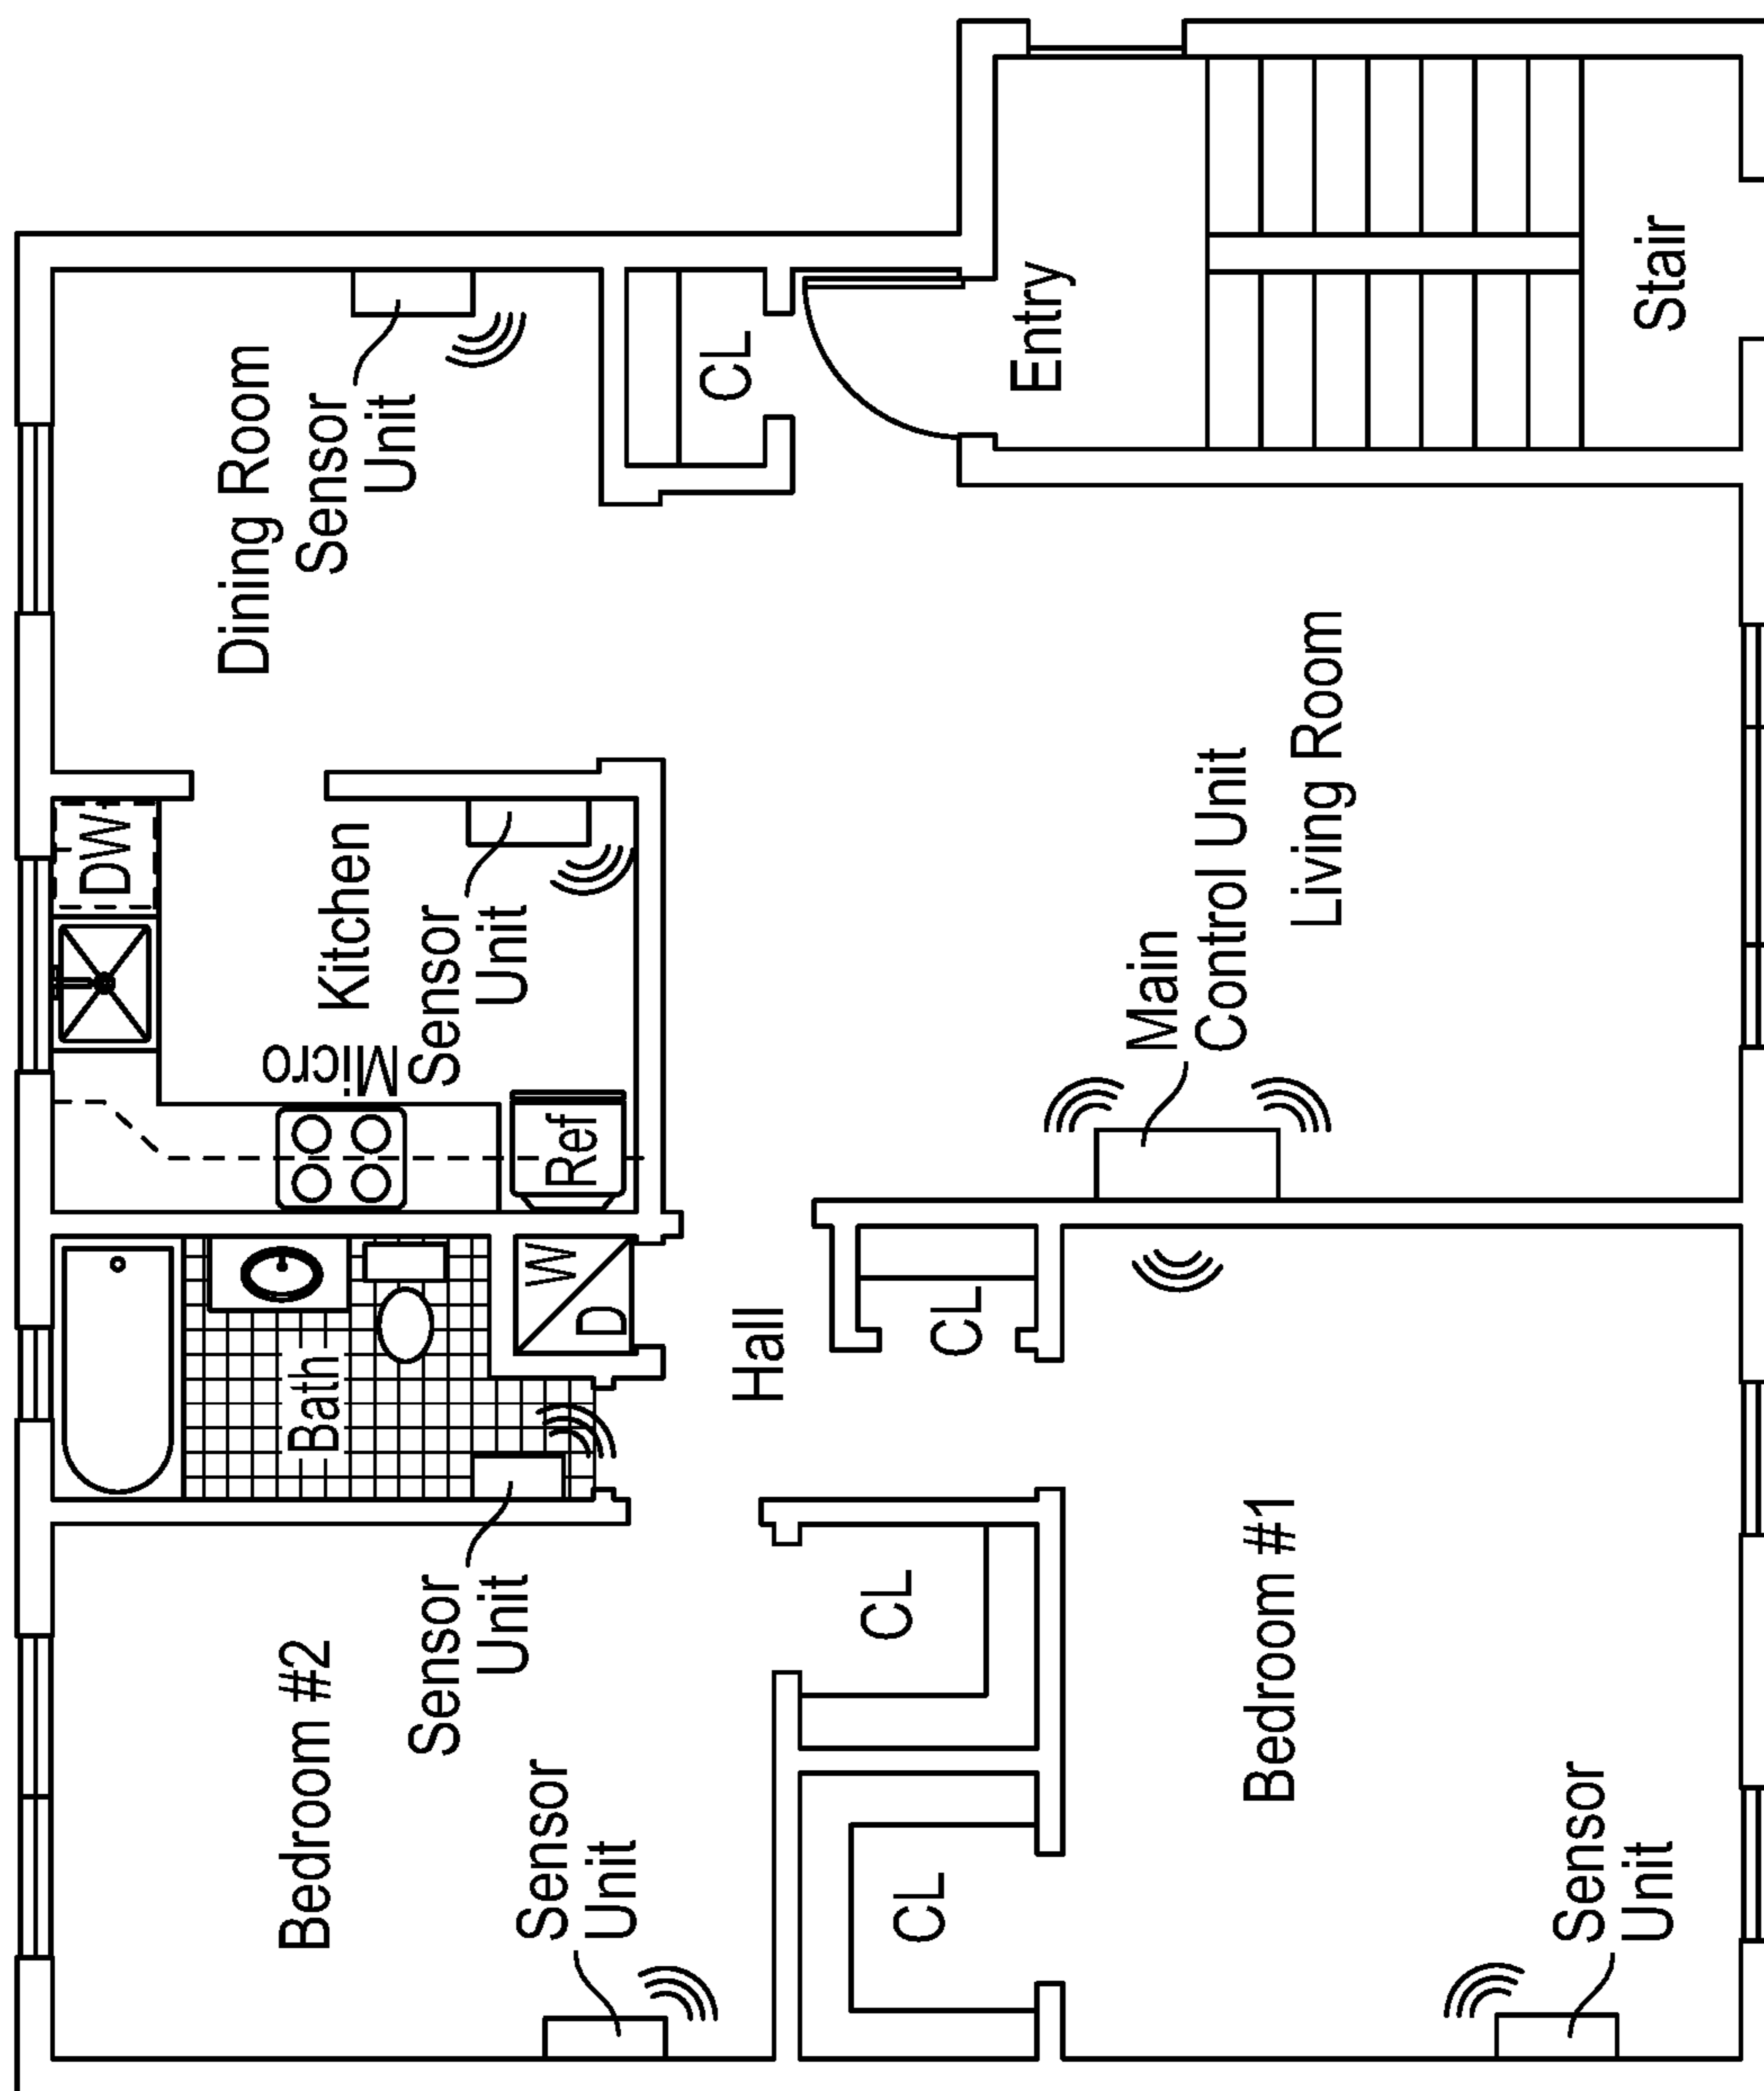 Bedroom #2
Sensor
Unit
Sensor
Unit
Bath
W
D
Micro
Ref
DW
Kitchen
Sensor
Unit
Dining Room
Sensor
Unit
CL
Hall
CL
CL
CL
Entry
Stair
Main
Control Unit
Living Room
Bedroom #1
Sensor
Unit